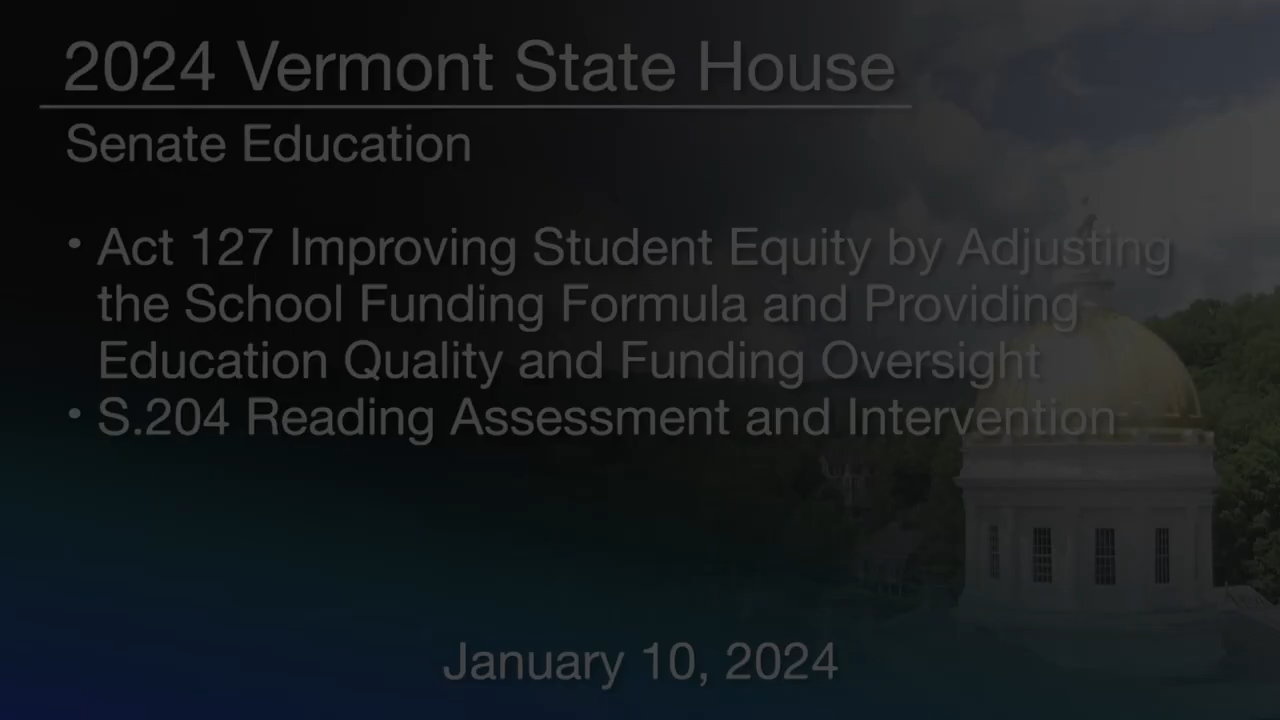 2024 Vermont State House
Senate Education
• Act 127 Improving Student Equity by Adjusting
the School Funding Formula and Providing
Education Quality and Funding Oversight
• S.204 Reading Assessment and Intervention
January 10, 2024